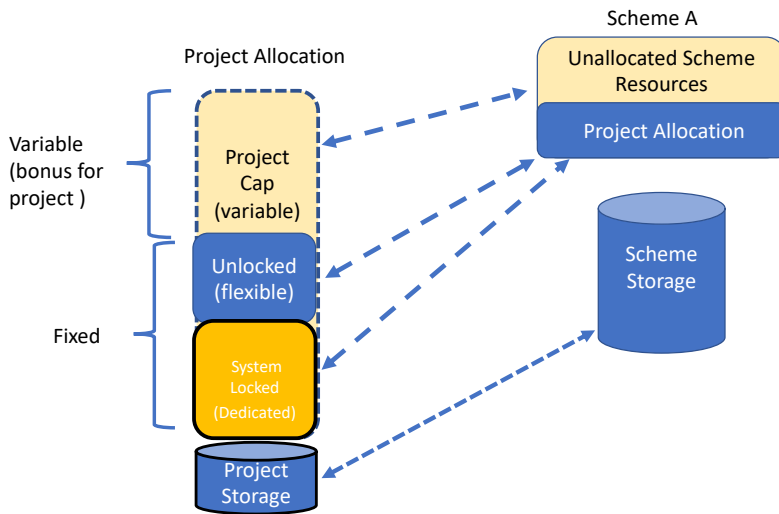 Scheme A
Project Allocation
Unallocated Scheme
Resources
Project Allocation
Variable
(bonus for
project )
Project
Cap
(variable)
Unlocked
(flexible)
Scheme
Storage
Fixed
System
Locked
(Dedicated)
Project
Storage